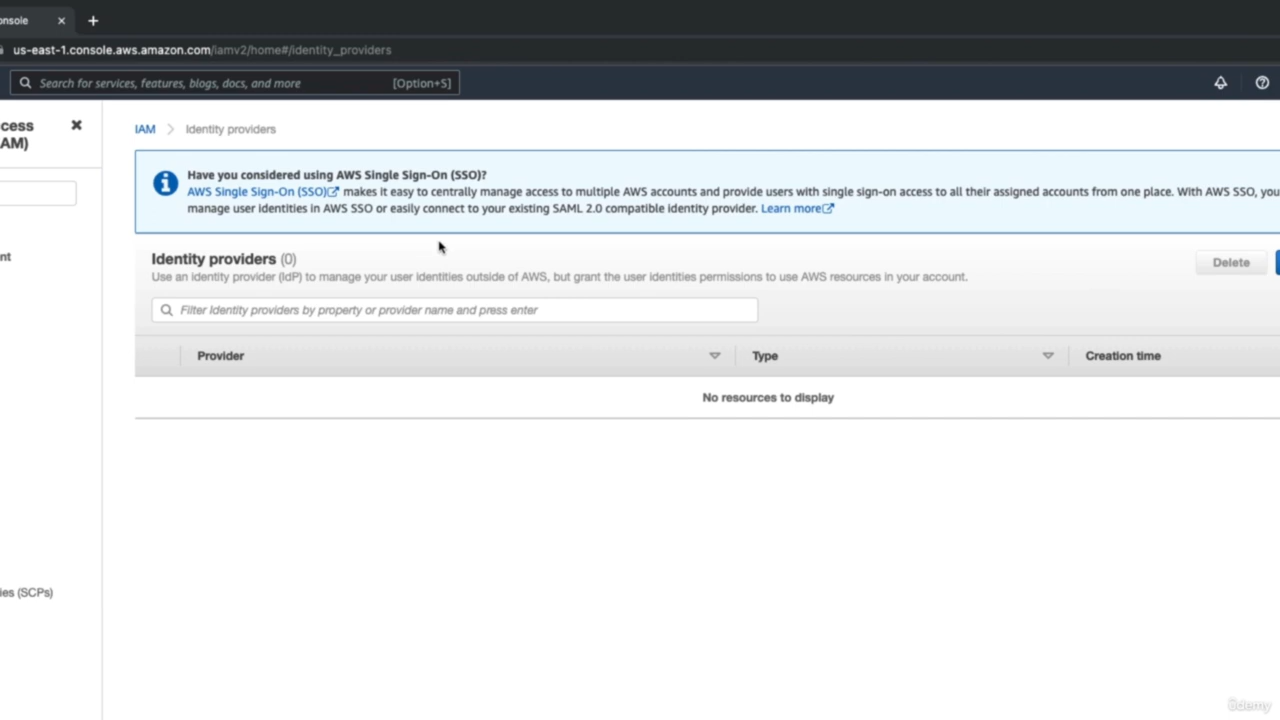 onsole
us-east-1.console.aws.amazon.com/iamv2/home#/identity_providers
Search for services, features, blogs, docs, and more [Option+S]
cess
AM)
IAM Identity providers
Have you considered using AWS Single Sign-On (SSO)?
AWS Single Sign-On (SSO) makes it easy to centrally manage access to multiple AWS accounts and provide users with single sign-on access to all their assigned accounts from one place. With AWS SSO, you
manage user identities in AWS SSO or easily connect to your existing SAML 2.0 compatible identity provider. Learn more
nt
Identity providers (0)
Delete
Use an identity provider (IdP) to manage your user identities outside of AWS, but grant the user identities permissions to use AWS resources in your account.
Filter Identity providers by property or provider name and press enter
Provider Type Creation time
No resources to display
ies (SCPs)
ûdemy